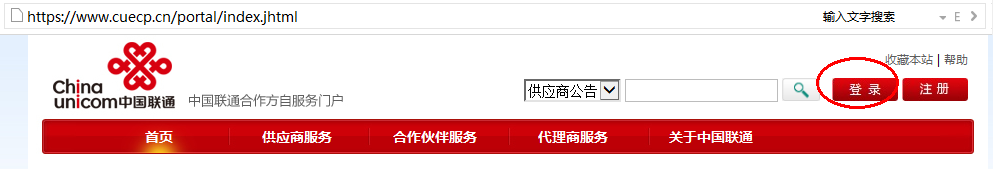 https://www.cuecp.cn/portal/index.jhtml 输入文字搜索 E
收藏本站 | 帮助
China
unicom中国联通 中国联通合作方自服务门户
供应商公告 登 录 注 册
首页 供应商服务 合作伙伴服务 代理商服务 关于中国联通